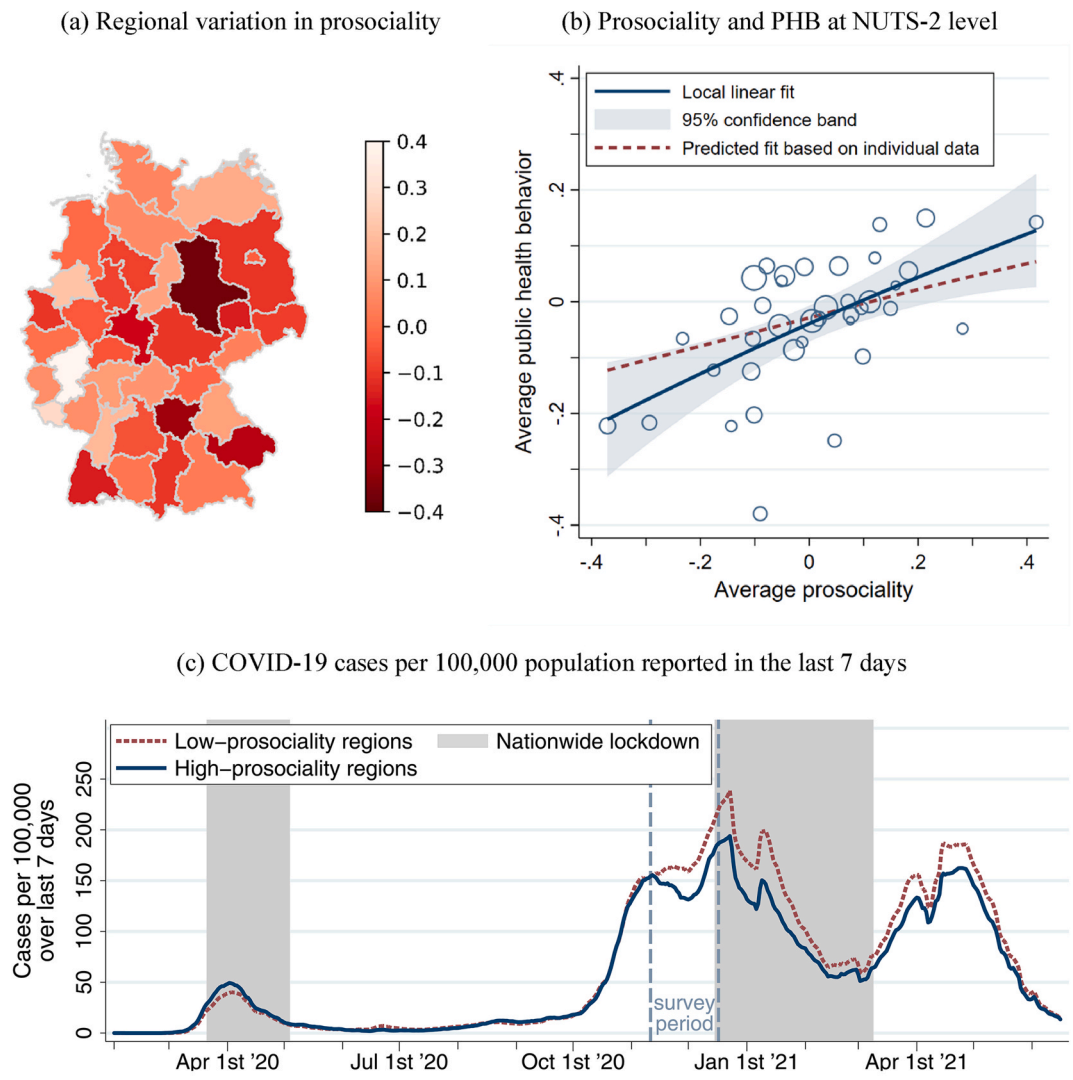 (a) Regional variation in prosociality
0.4
0.3
0.2
0.1
0.0
−0.1
−0.2
−0.3
−0.4
(b) Prosociality and PHB at NUTS-2 level
Local linear fit
95% confidence band
Predicted fit based on individual data
Average public health behavior
.4
.2
0
-.2
-.4
-.4
-.2
0
.2
.4
Average prosociality
(c) COVID-19 cases per 100,000 population reported in the last 7 days
Low−prosociality regions
Nationwide lockdown
High−prosociality regions
Cases per 100,000
over last 7 days
250
200
150
100
50
0
survey
period
Apr 1st '20
Jul 1st '20
Oct 1st '20
Jan 1st '21
Apr 1st '21